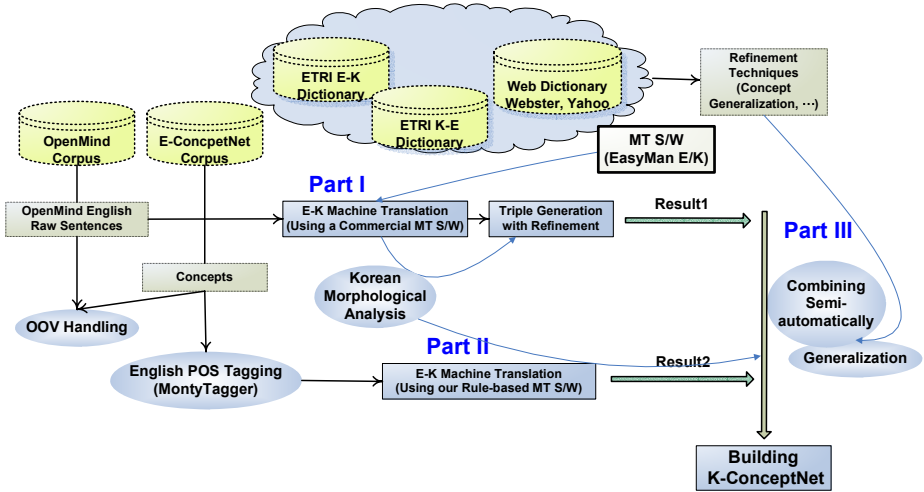 ETRI E-K
Dictionary
Web Dictionary
Webster, Yahoo
ETRI K-E
Dictionary
Refinement
Techniques
(Concept
Generalization, ⋯)
OpenMind
Corpus
E-ConcpetNet
Corpus
MT S/W
(EasyMan E/K)
Part I
OpenMind English
Raw Sentences
E-K Machine Translation
(Using a Commercial MT S/W)
Triple Generation
with Refinement
Result1
Part III
Concepts
Korean
Morphological
Analysis
Combining
Semi-
automatically
OOV Handling
Generalization
Part II
English POS Tagging
(MontyTagger)
E-K Machine Translation
(Using our Rule-based MT S/W)
Result2
Building
K-ConceptNet